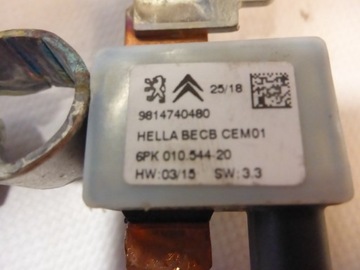 25/18
9814740480
HELLA BECB CEM01
6PK 010.544-20
HW: 03/15 SW: 3.3